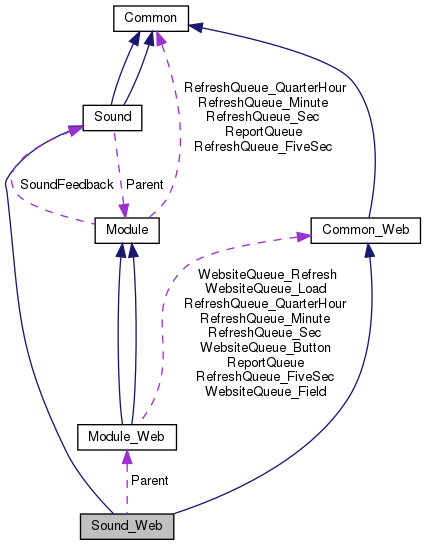 Common
RefreshQueue_QuarterHour
RefreshQueue_Minute
RefreshQueue_Sec
ReportQueue
RefreshQueue_FiveSec
Sound
SoundFeedback
Parent
Module
Common_Web
WebsiteQueue_Refresh
WebsiteQueue_Load
RefreshQueue_QuarterHour
RefreshQueue_Minute
RefreshQueue_Sec
WebsiteQueue_Button
ReportQueue
RefreshQueue_FiveSec
WebsiteQueue_Field
Module_Web
Parent
Sound_Web